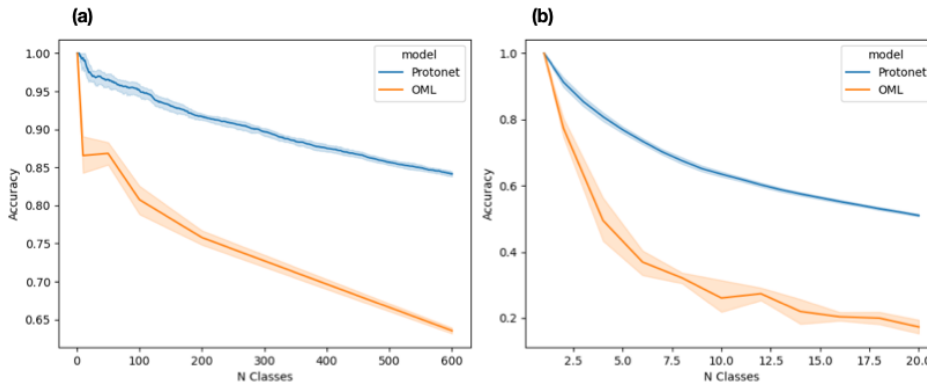 (a)
1.00
0.95
0.90
0.85
0.80
0.75
0.70
0.65
Accuracy
0 100 200 300 400 500 600
N Classes
model
Protonet
OML
(b)
1.0
0.8
0.6
0.4
0.2
Accuracy
2.5 5.0 7.5 10.0 12.5 15.0 17.5 20.0
N Classes
model
Protonet
OML